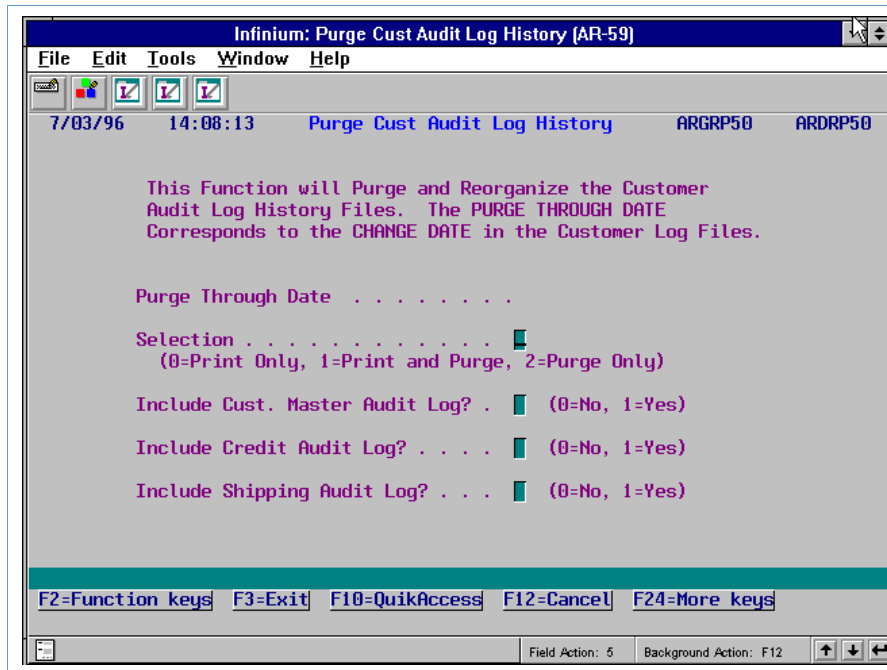 Infinium: Purge Cust Audit Log History (AR-59)
File Edit Tools Window Help
7/03/96 14:08:13 Purge Cust Audit Log History ARGRP50 ARDRP50
This Function will Purge and Reorganize the Customer
Audit Log History Files. The PURGE THROUGH DATE
Corresponds to the CHANGE DATE in the Customer Log Files.
Purge Through Date . . . . . . . .
Selection . . . . . . . . . . . .
(0=Print Only, 1=Print and Purge, 2=Purge Only)
Include Cust. Master Audit Log? . (0=No, 1=Yes)
Include Credit Audit Log? . . . . (0=No, 1=Yes)
Include Shipping Audit Log? . . . (0=No, 1=Yes)
F2=Function keys F3=Exit F10=QuikAccess F12=Cancel F24=More keys
Field Action: 5 Background Action: F12